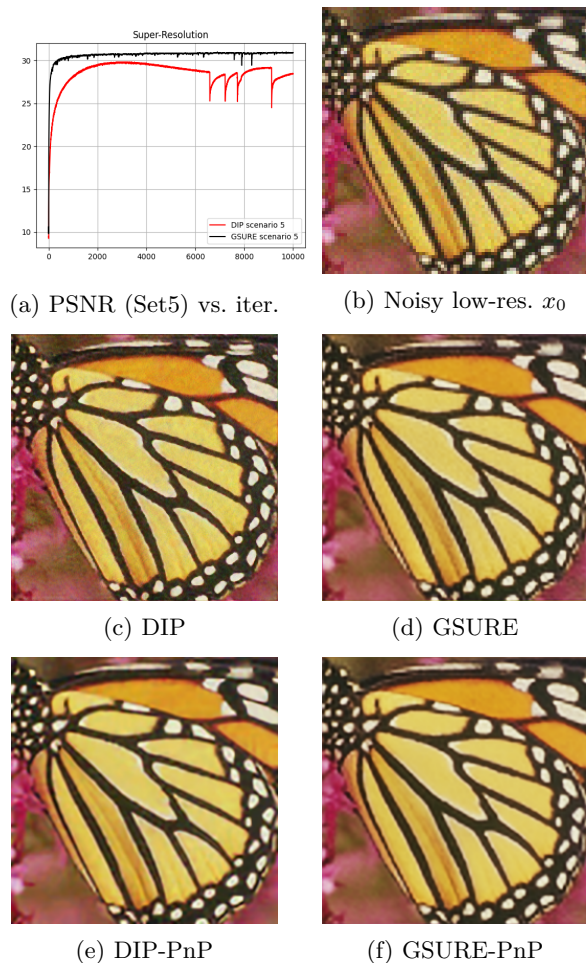 Super-Resolution
30
25
20
15
10
0
2000
4000
6000
8000
10000
DIP scenario 5
GSURE scenario 5
(a) PSNR (Set5) vs. iter.
(b) Noisy low-res. x₀
(c) DIP
(d) GSURE
(e) DIP-PnP
(f) GSURE-PnP